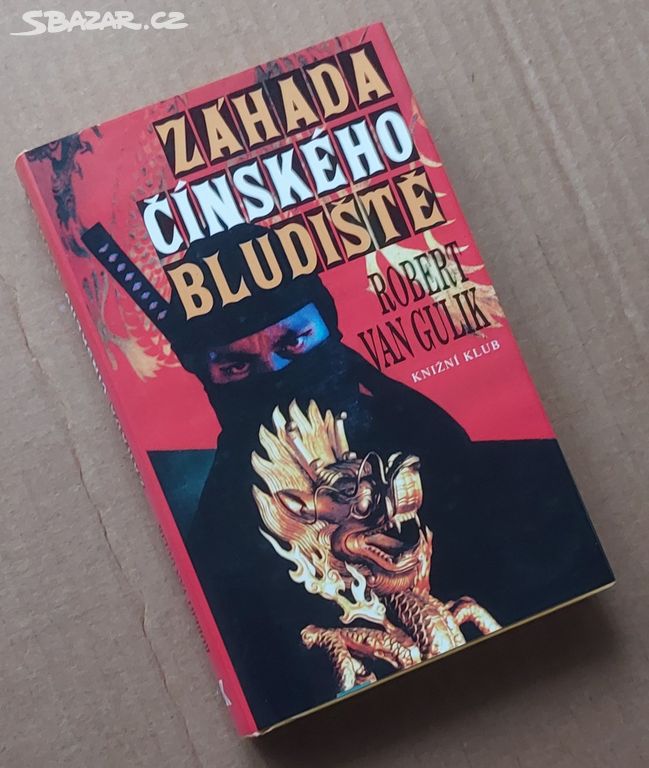 SBAZAR.CZ
ZÁHADA
ČÍNSKÉHO
BLUDIŠTĚ
ROBERT
VAN GULIK
KNIŽNÍ KLUB